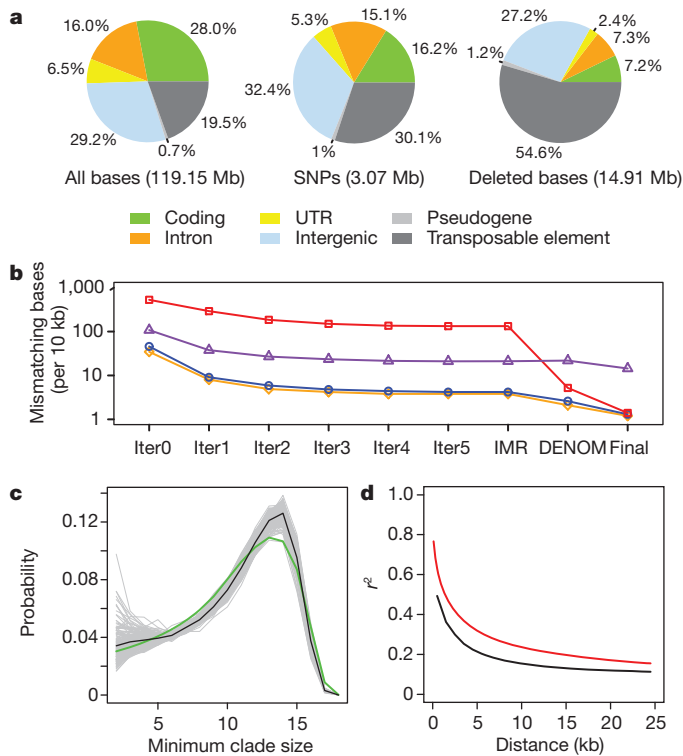 a
16.0%
28.0%
6.5%
29.2%
0.7%
19.5%
All bases (119.15 Mb)
5.3%
15.1%
16.2%
32.4%
1%
30.1%
SNPs (3.07 Mb)
27.2%
2.4%
7.3%
1.2%
7.2%
54.6%
Deleted bases (14.91 Mb)
Coding
UTR
Pseudogene
Intron
Intergenic
Transposable element
b
Mismatching bases
(per 10 kb)
1,000
100
10
1
Iter0 Iter1 Iter2 Iter3 Iter4 Iter5 IMR DENOM Final
c
Probability
0.12
0.08
0.04
0
5 10 15
Minimum clade size
d
r²
1.0
0.8
0.6
0.4
0.2
0
0 5 10 15 20 25
Distance (kb)